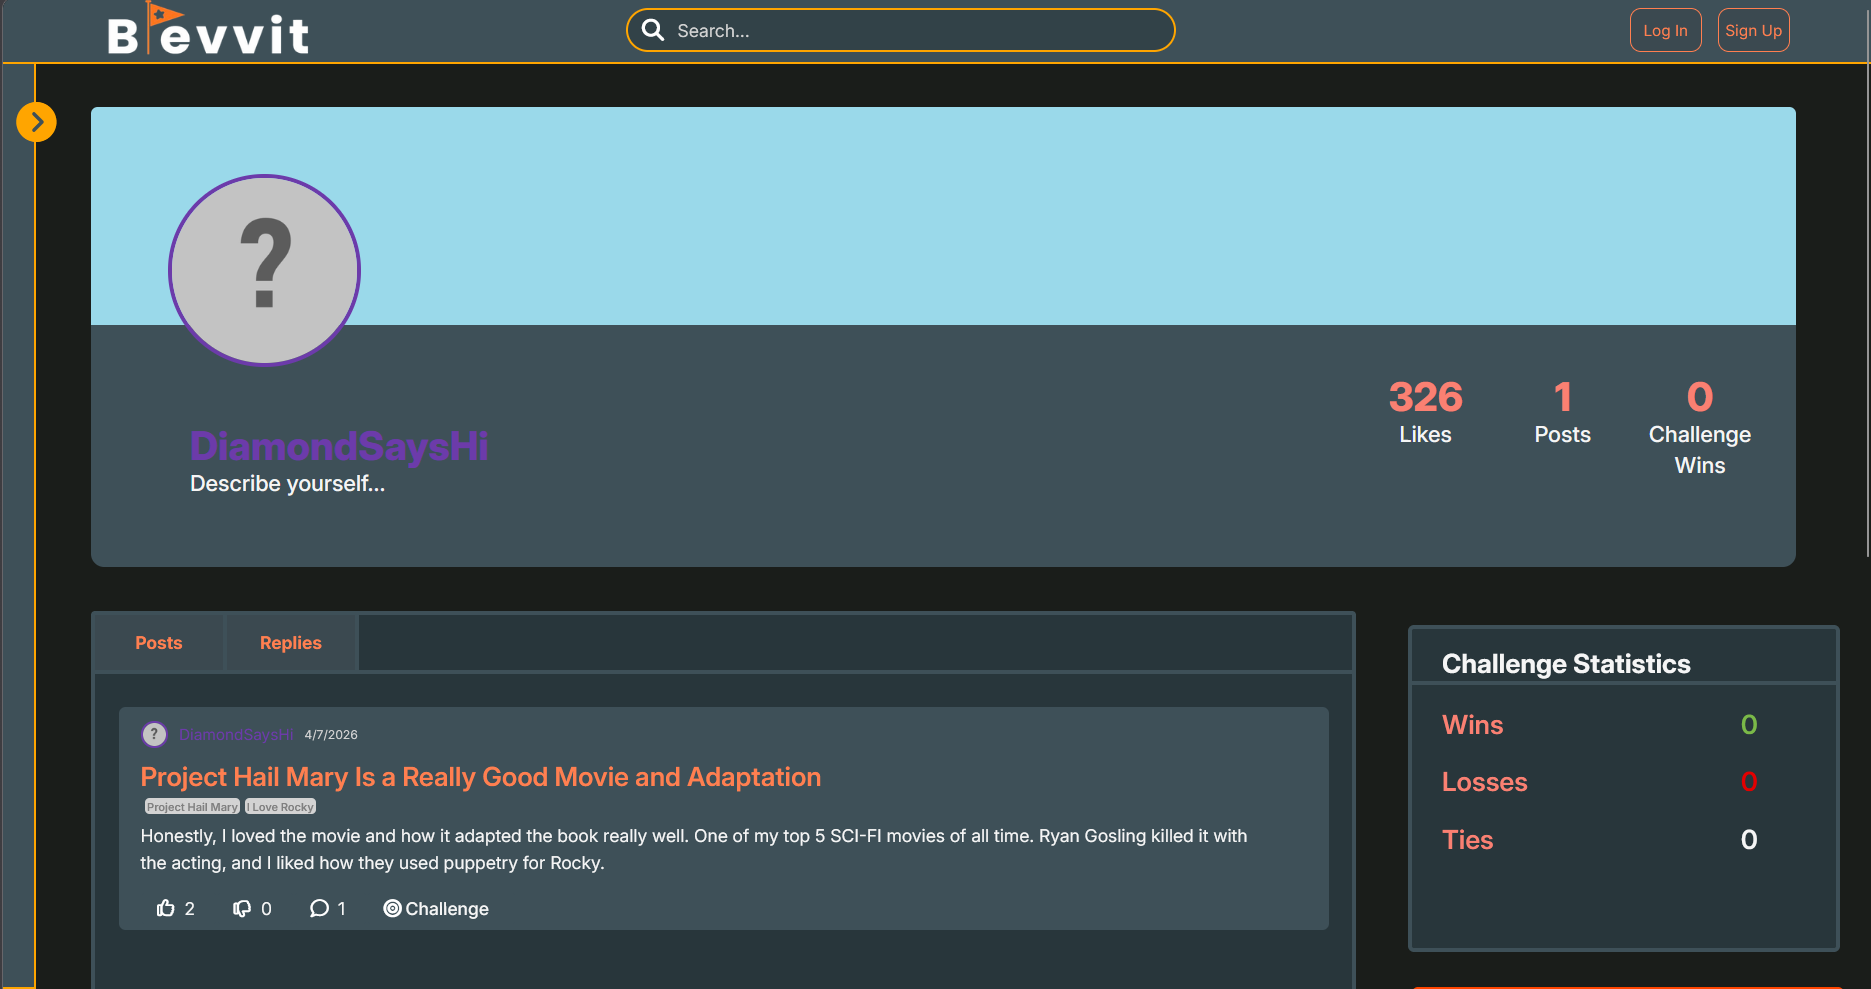 Blevvit
Search...
Log In
Sign Up
?
326
Likes
1
Posts
0
Challenge
Wins
DiamondSaysHi
Describe yourself...
Posts
Replies
? DiamondSaysHi 4/7/2026
Project Hail Mary Is a Really Good Movie and Adaptation
Project Hail Mary I Love Rocky
Honestly, I loved the movie and how it adapted the book really well. One of my top 5 SCI-FI movies of all time. Ryan Gosling killed it with
the acting, and I liked how they used puppetry for Rocky.
2 0 1 Challenge
Challenge Statistics
Wins 0
Losses 0
Ties 0